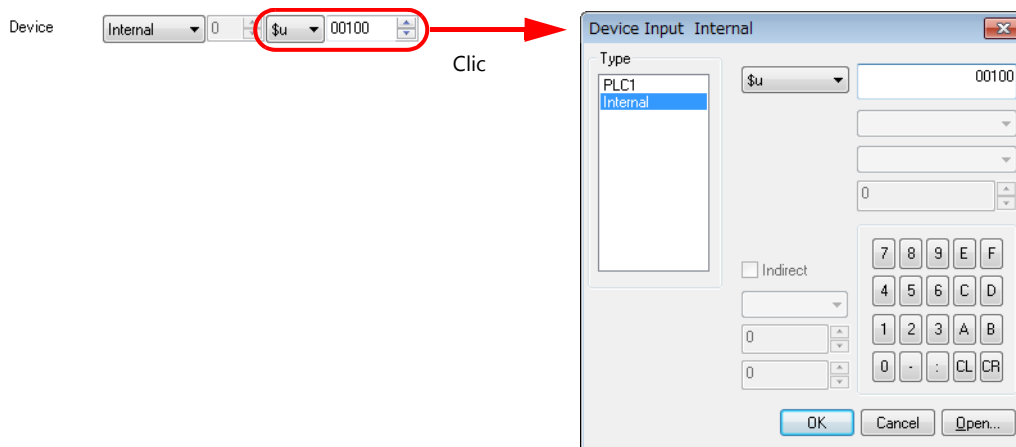 Device Internal 0 $u 00100
Clic
Device Input Internal
Type
PLC1
Internal
$u 00100
0
Indirect
0
0
7 8 9 E F
4 5 6 C D
1 2 3 A B
0 - : CL CR
OK Cancel Open...